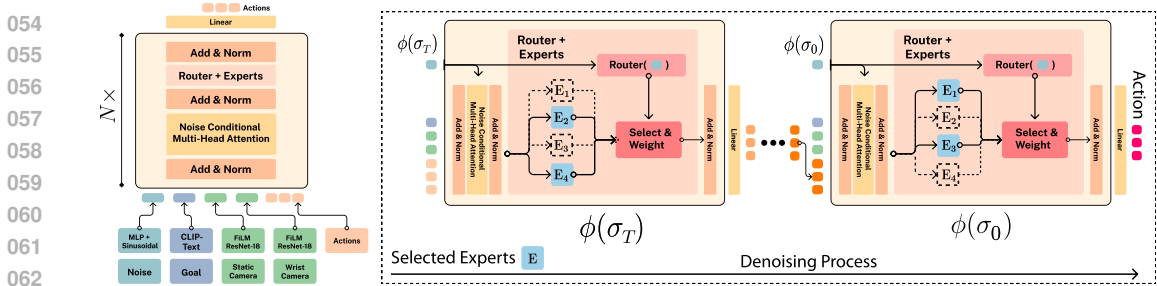 054
055
056
057
058
059
060
061
062
Actions
Linear
N×
Add & Norm
Router + Experts
Add & Norm
Noise Conditional
Multi-Head Attention
Add & Norm
MLP +
Sinusoidal
CLIP-
Text
FiLM
ResNet-18
FiLM
ResNet-18
Actions
Noise
Goal
Static
Camera
Wrist
Camera
ϕ(σ_T)
Router +
Experts
Router( )
Add & Norm
Noise Conditional
Multi-Head Attention
Add & Norm
E₁
E₂
E₃
E₄
Select &
Weight
Add & Norm
Linear
ϕ(σ_T)
ϕ(σ₀)
Router +
Experts
Router( )
Add & Norm
Noise Conditional
Multi-Head Attention
Add & Norm
E₁
E₂
E₃
E₄
Select &
Weight
Add & Norm
Linear
Action
ϕ(σ₀)
Selected Experts E
Denoising Process